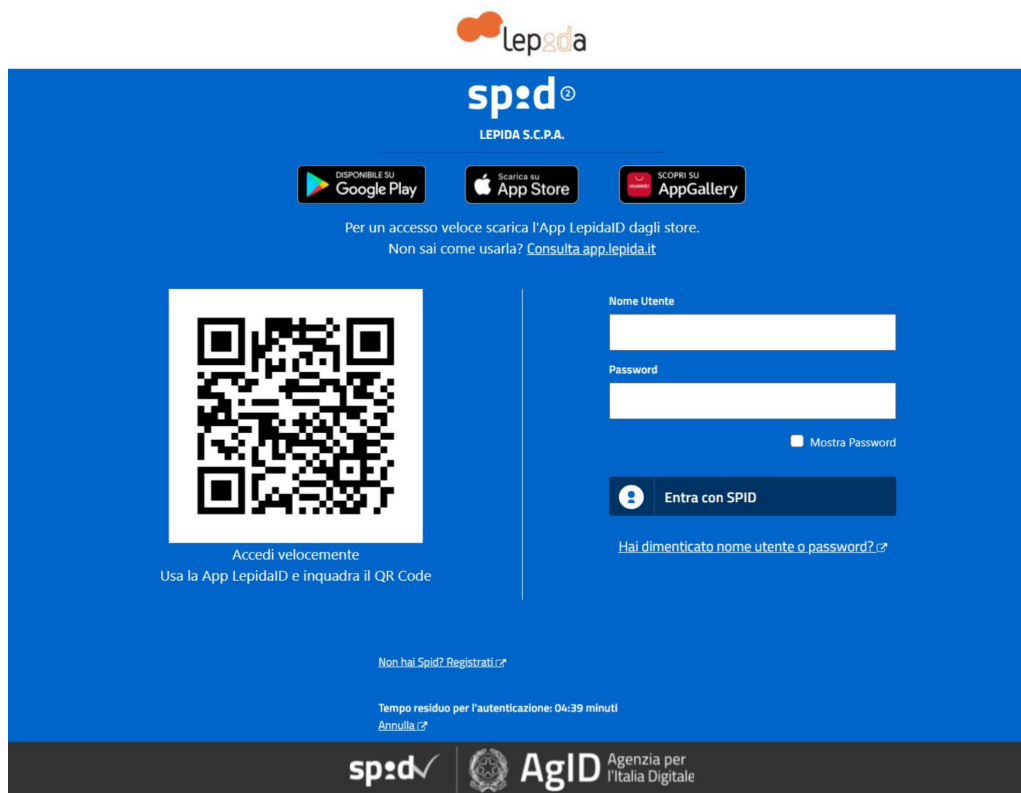 lepida
spid 2
LEPIDA S.C.P.A.
DISPONIBILE SU
Google Play
Scarica su
App Store
HUAWEI
SCOPRI SU
AppGallery
Per un accesso veloce scarica l'App LepidaID dagli store.
Non sai come usarla? Consulta app.lepida.it
Accedi velocemente
Usa la App LepidaID e inquadra il QR Code
Nome Utente
Password
Mostra Password
Entra con SPID
Hai dimenticato nome utente o password?
Non hai Spid? Registrati
Tempo residuo per l'autenticazione: 04:39 minuti
Annulla
spid
AgID
Agenzia per
l'Italia Digitale